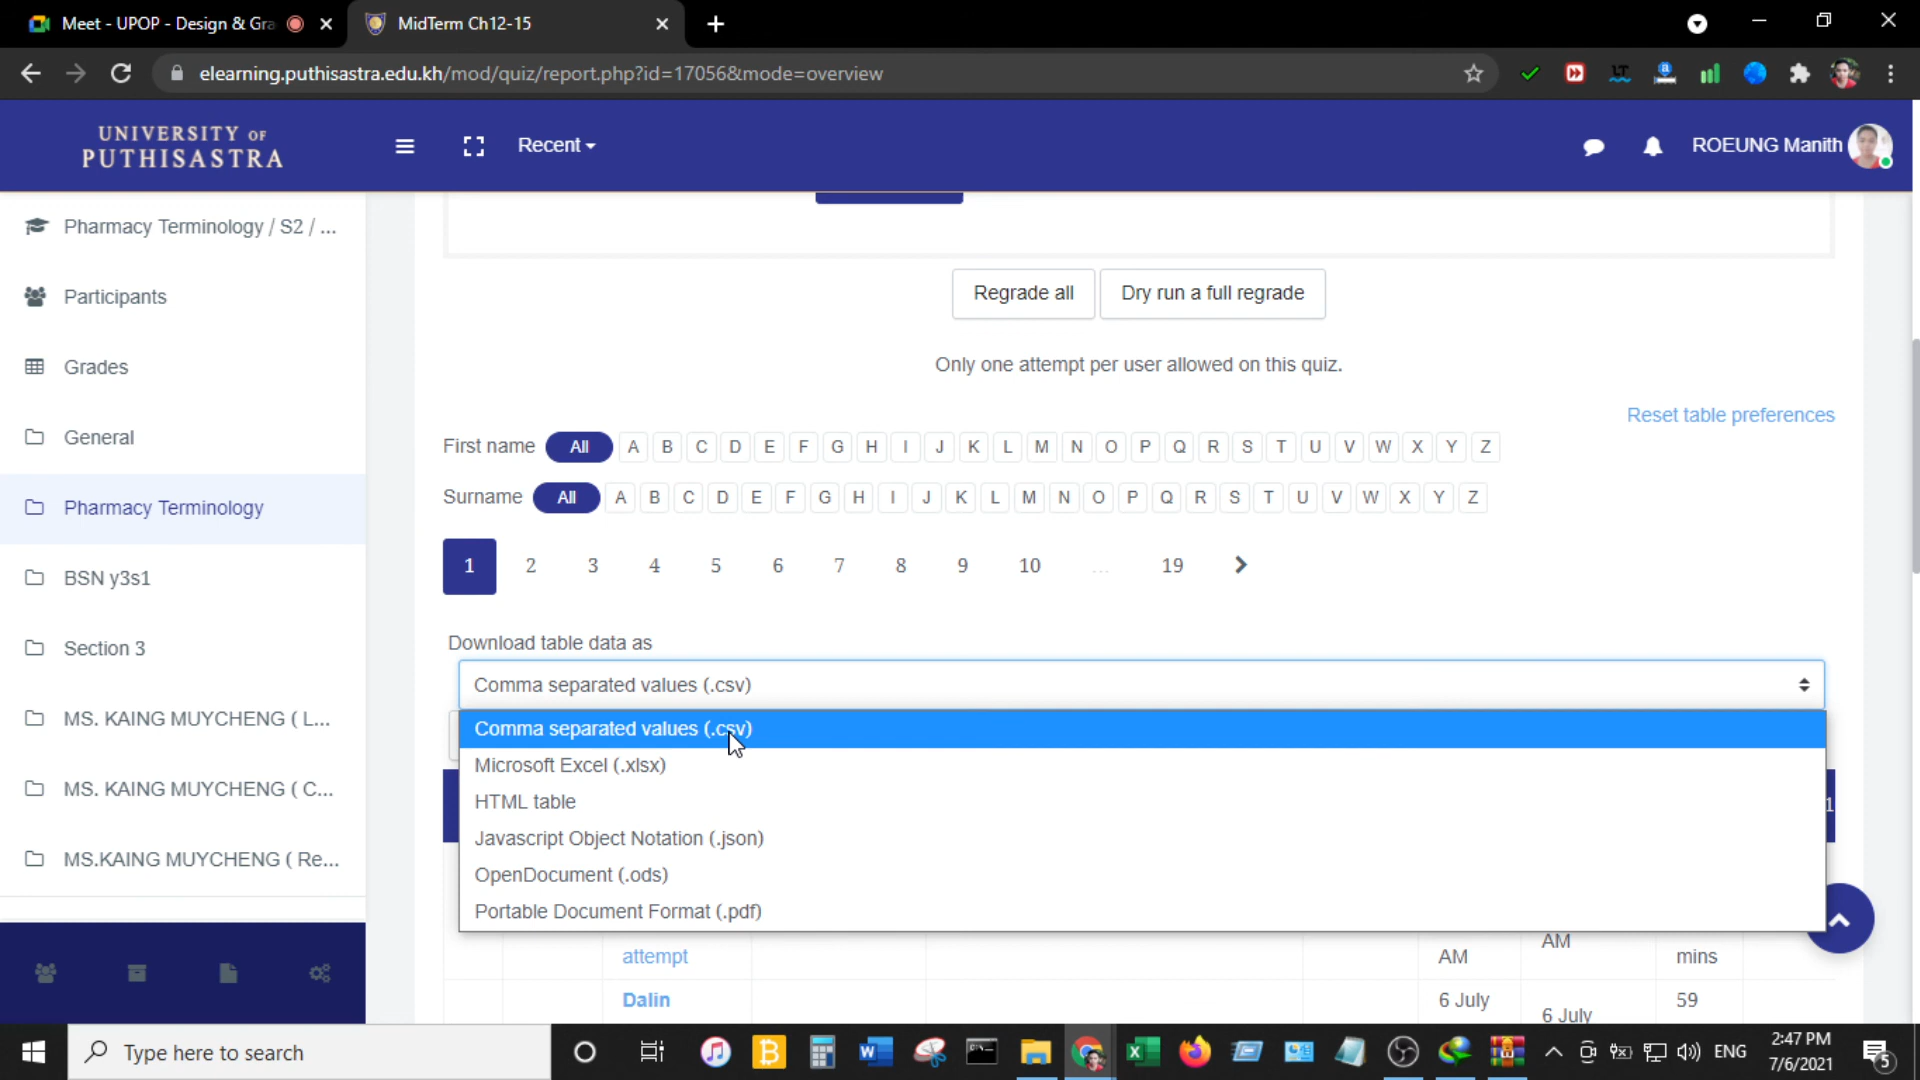 Meet - UPOP - Design & Gra
MidTerm Ch12-15
elearning.puthisastra.edu.kh/mod/quiz/report.php?id=17056&mode=overview
UNIVERSITY OF
PUTHISASTRA
Recent
ROEUNG Manith
Pharmacy Terminology / S2 / ...
Participants
Grades
General
Pharmacy Terminology
BSN y3s1
Section 3
MS. KAING MUYCHENG ( L...
MS. KAING MUYCHENG ( C...
MS.KAING MUYCHENG ( Re...
Regrade all
Dry run a full regrade
Only one attempt per user allowed on this quiz.
Reset table preferences
First name All A B C D E F G H I J K L M N O P Q R S T U V W X Y Z
Surname All A B C D E F G H I J K L M N O P Q R S T U V W X Y Z
1 2 3 4 5 6 7 8 9 10 ... 19
Download table data as
Comma separated values (.csv)
Comma separated values (.csv)
Microsoft Excel (.xlsx)
HTML table
Javascript Object Notation (.json)
OpenDocument (.ods)
Portable Document Format (.pdf)
1
attempt AM AM mins
Dalin 6 July 6 July 59
Type here to search
ENG
2:47 PM
7/6/2021
5